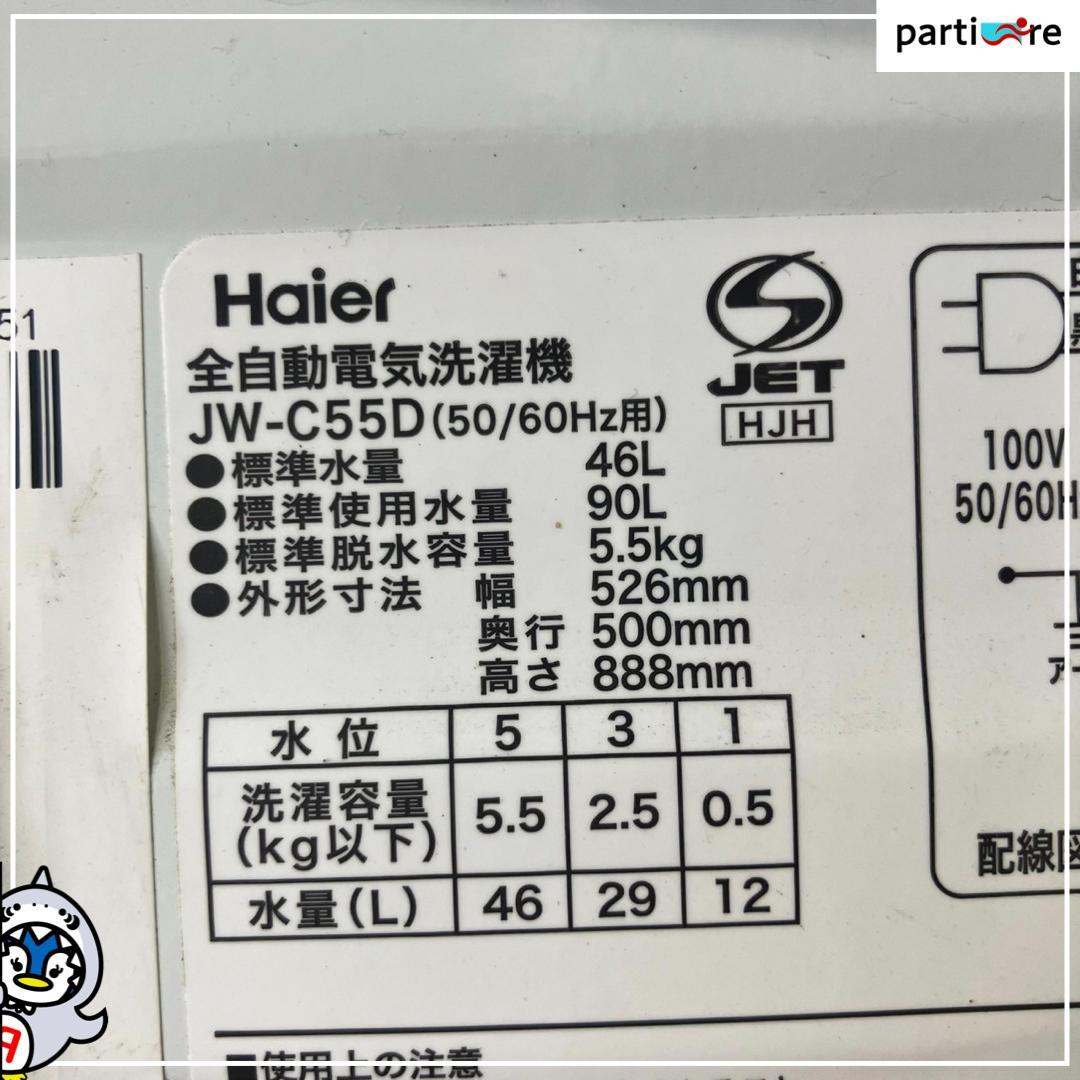 partiure
51
Haier
全自動電気洗濯機
JW-C55D(50/60Hz用)
●標準水量 46L
●標準使用水量 90L
●標準脱水容量 5.5kg
●外形寸法 幅 526mm
奥行 500mm
高さ 888mm
JET
HJH
水位 5 3 1
洗濯容量(kg以下) 5.5 2.5 0.5
水量(L) 46 29 12
100V
50/60H
アー
配線図
■使用上の注意